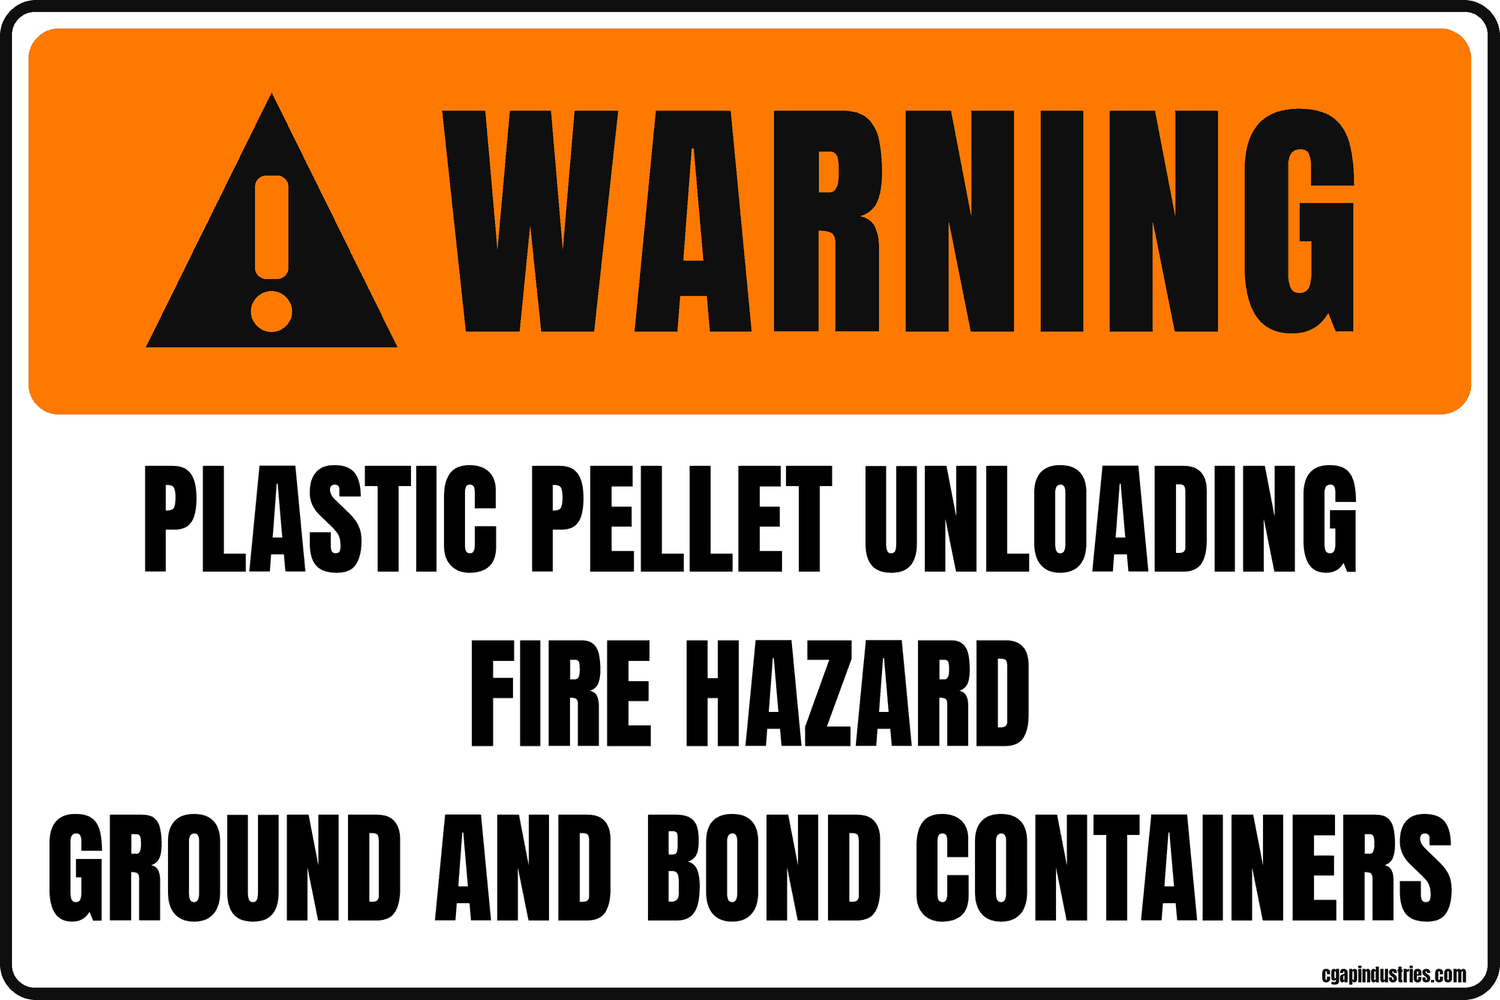 WARNING
PLASTIC PELLET UNLOADING
FIRE HAZARD
GROUND AND BOND CONTAINERS
cgapindustries.com